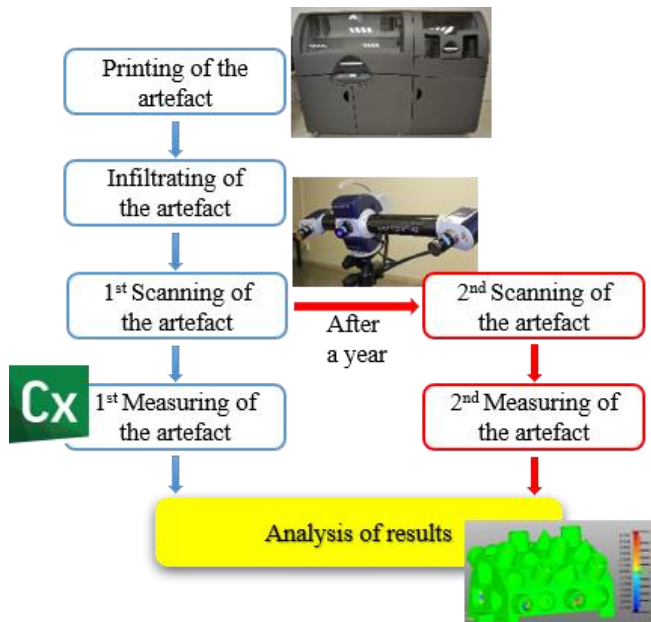 Printing of the
artefact
Infiltrating of
the artefact
1st Scanning of
the artefact
After
a year
2nd Scanning of
the artefact
Cx
1st Measuring of
the artefact
2nd Measuring of
the artefact
Analysis of results